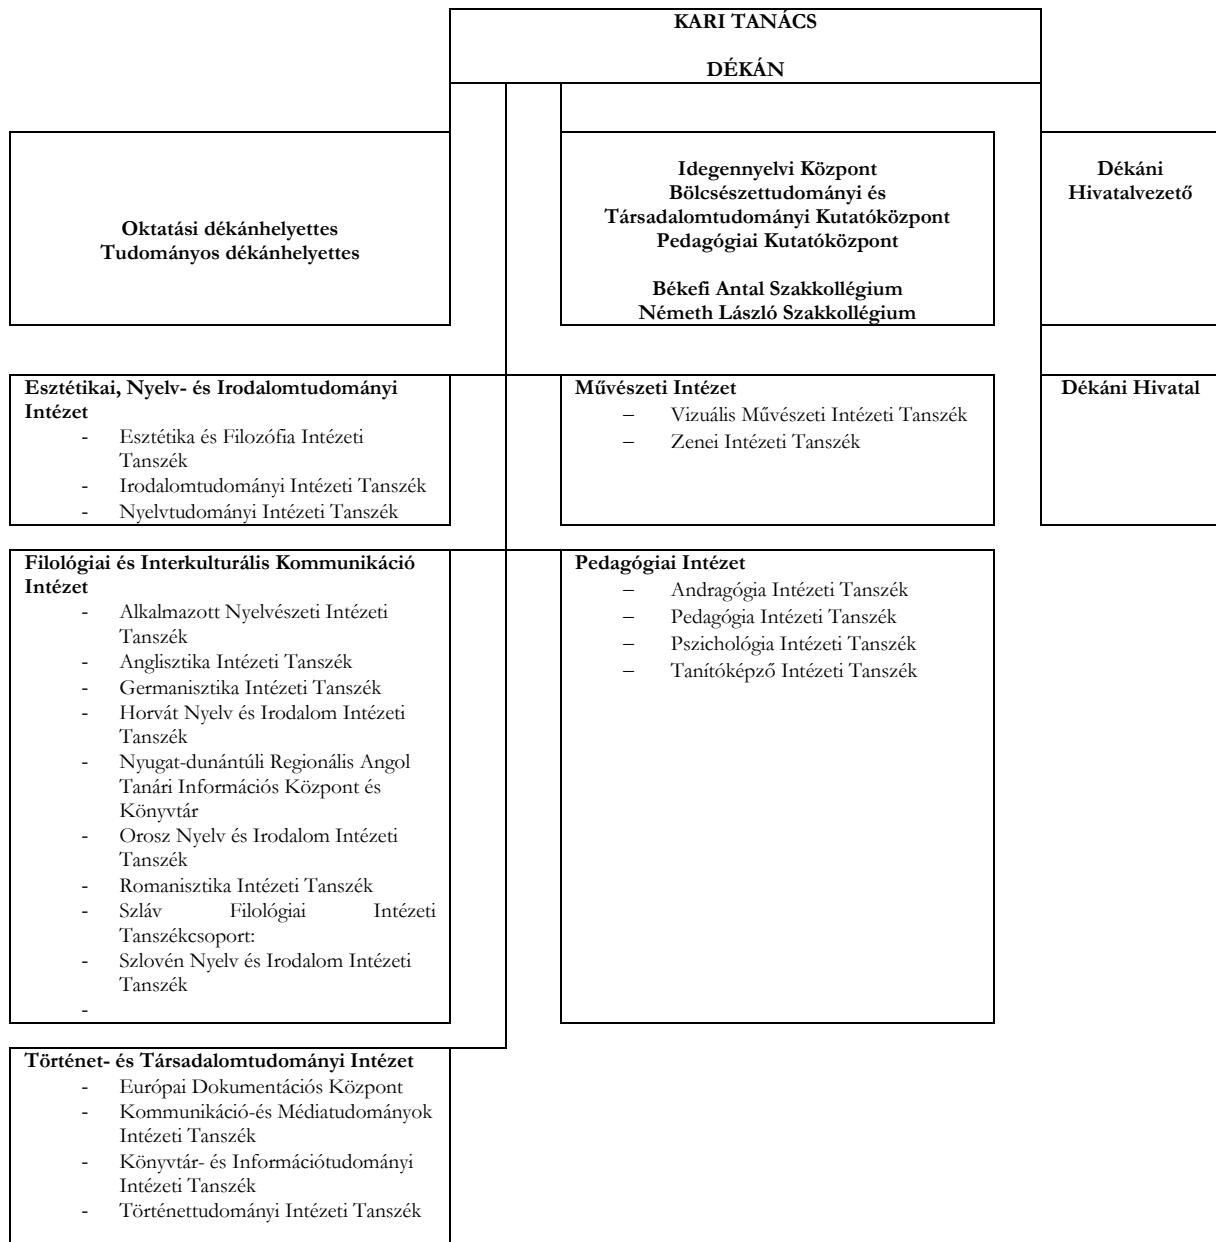 KARI TANÁCS
DÉKÁN
Oktatási dékánhelyettes
Tudományos dékánhelyettes
Idegennyelvi Központ
Bölcsészettudományi és
Társadalomtudományi Kutatóközpont
Pedagógiai Kutatóközpont
Békefi Antal Szakkollégium
Németh László Szakkollégium
Dékáni
Hivatalvezető
Esztétikai, Nyelv- és Irodalomtudományi
Intézet
- Esztétika és Filozófia Intézeti
Tanszék
- Irodalomtudományi Intézeti Tanszék
- Nyelvtudományi Intézeti Tanszék
Művészeti Intézet
– Vizuális Művészeti Intézeti Tanszék
– Zenei Intézeti Tanszék
Dékáni Hivatal
Filológiai és Interkulturális Kommunikáció
Intézet
- Alkalmazott Nyelvészeti Intézeti
Tanszék
- Anglisztika Intézeti Tanszék
- Germanisztika Intézeti Tanszék
- Horvát Nyelv és Irodalom Intézeti
Tanszék
- Nyugat-dunántúli Regionális Angol
Tanári Információs Központ és
Könyvtár
- Orosz Nyelv és Irodalom Intézeti
Tanszék
- Romanisztika Intézeti Tanszék
- Szláv Filológiai Intézeti
Tanszékcsoport:
- Szlovén Nyelv és Irodalom Intézeti
Tanszék
-
Pedagógiai Intézet
– Andragógia Intézeti Tanszék
– Pedagógia Intézeti Tanszék
– Pszichológia Intézeti Tanszék
– Tanítóképző Intézeti Tanszék
Történet- és Társadalomtudományi Intézet
- Európai Dokumentációs Központ
- Kommunikáció-és Médiatudományok
Intézeti Tanszék
- Könyvtár- és Információtudományi
Intézeti Tanszék
- Történettudományi Intézeti Tanszék